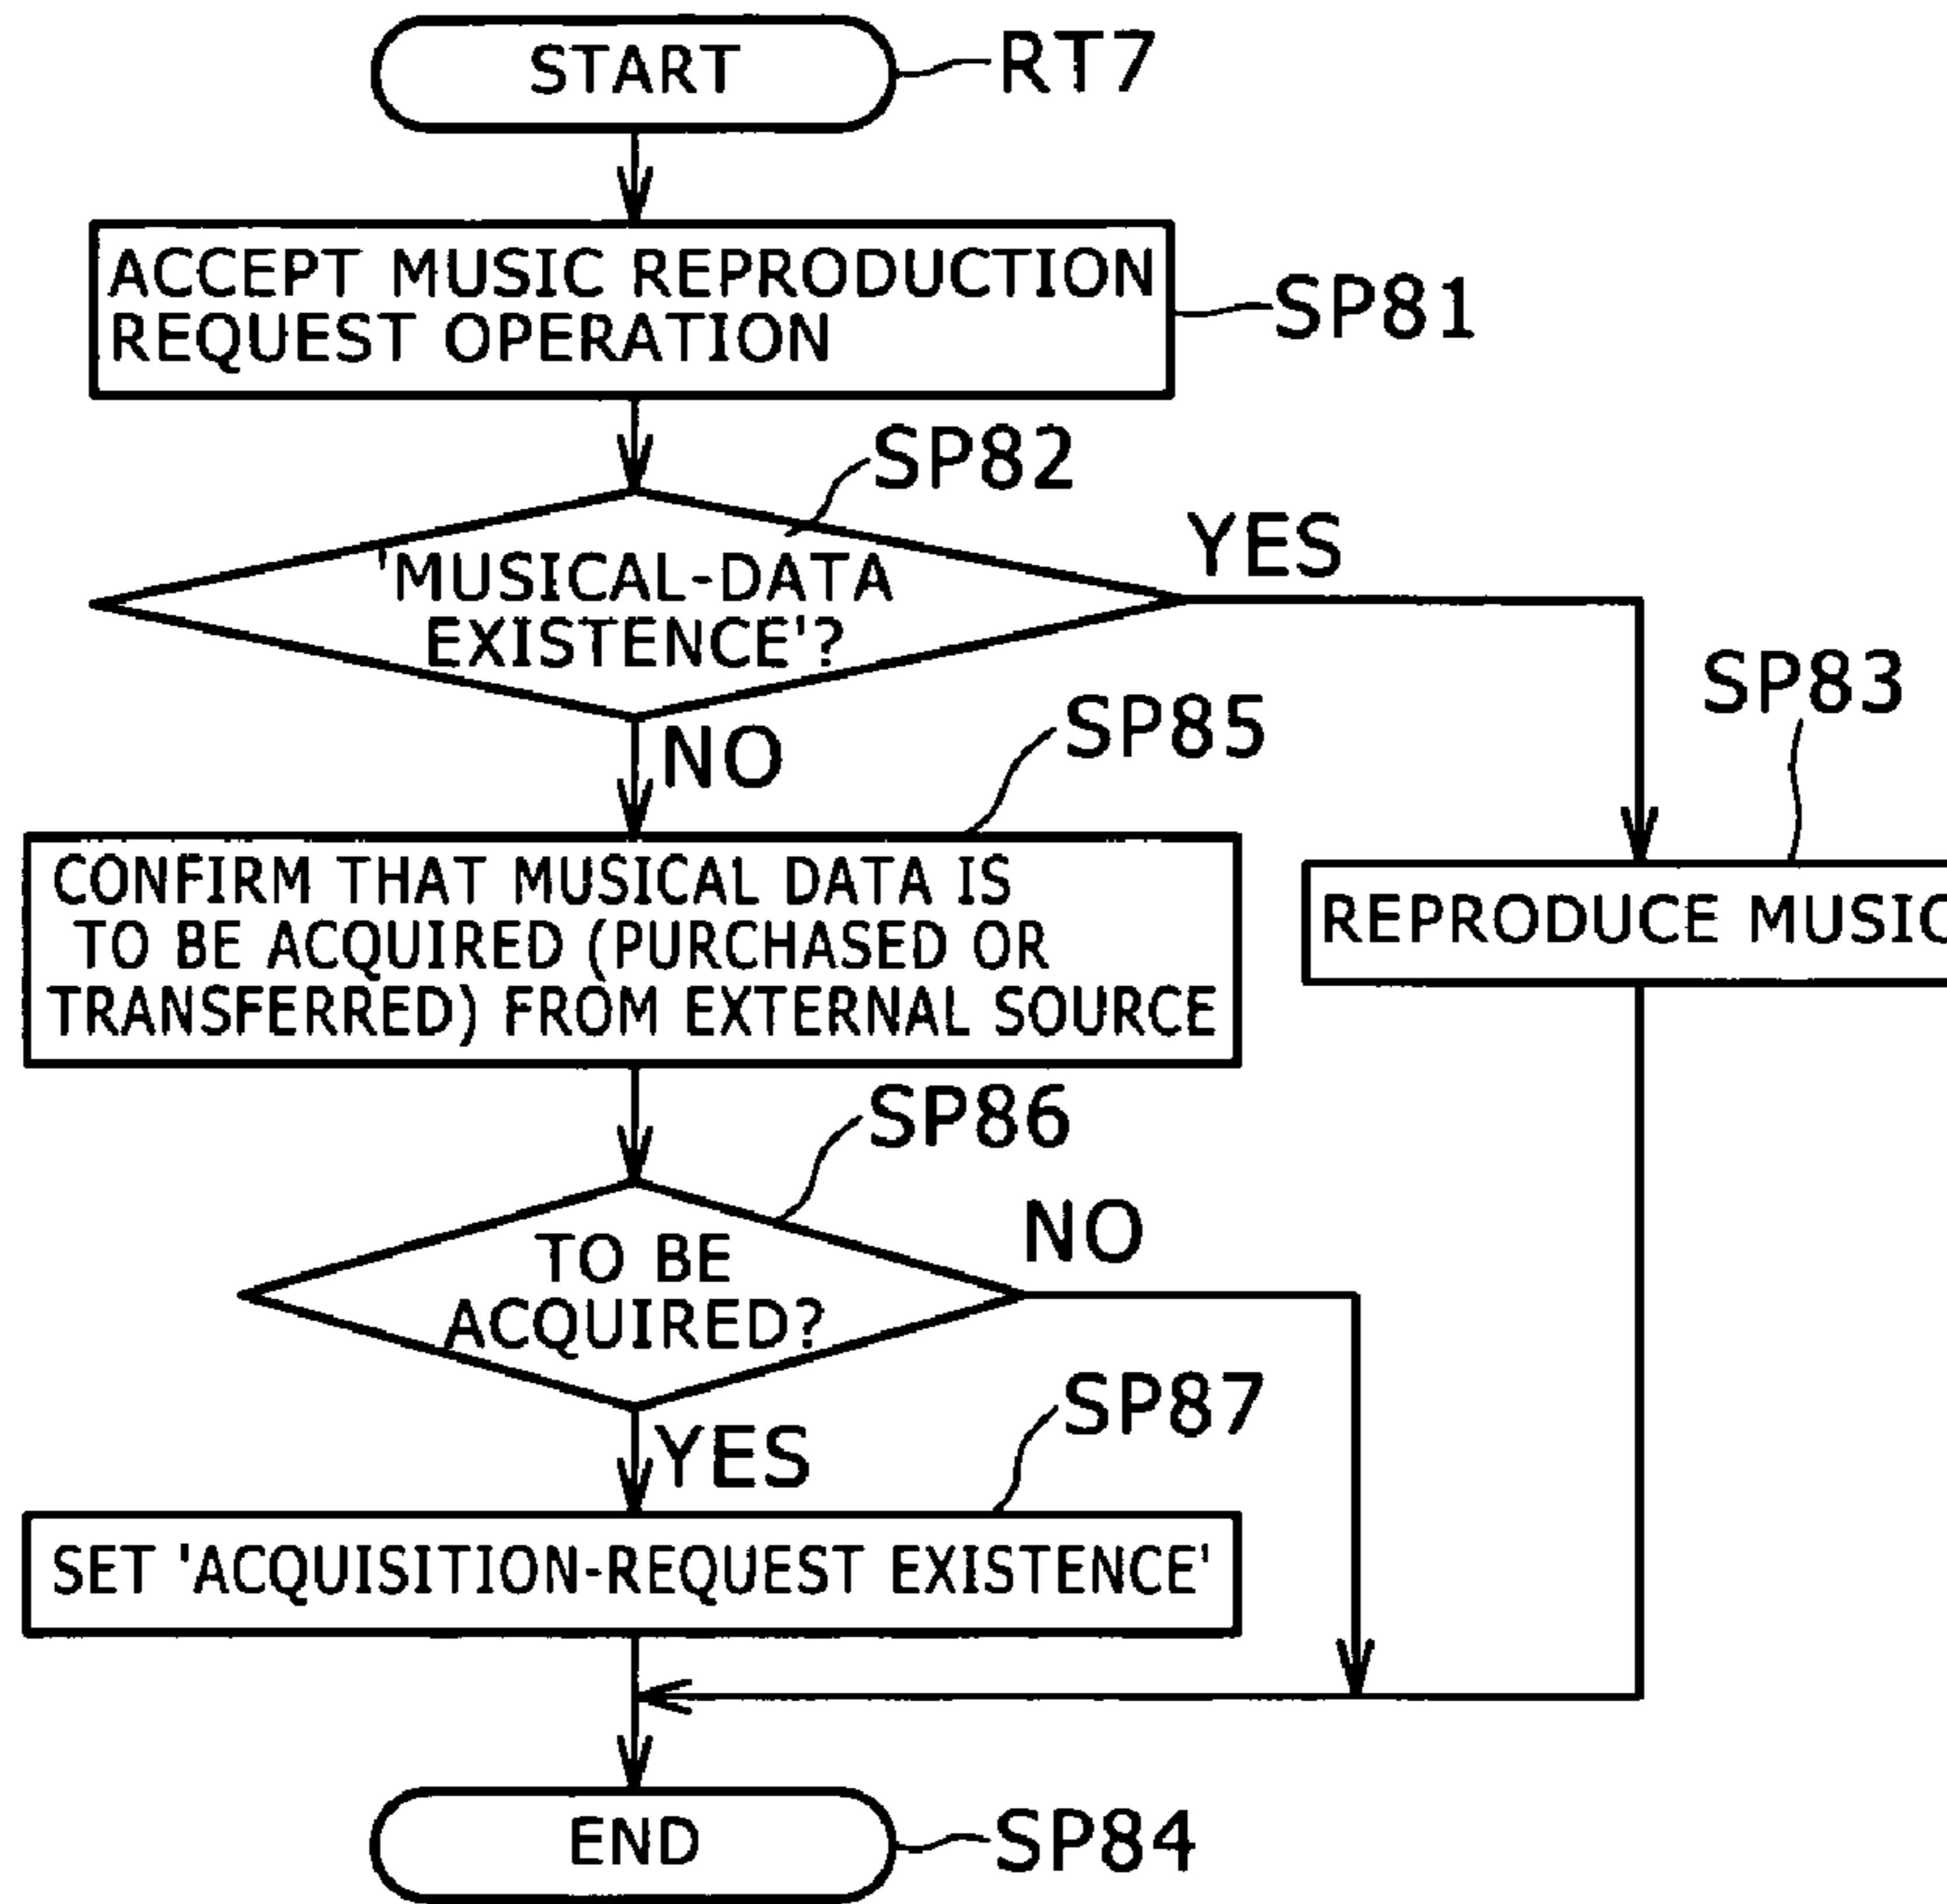 START
RT7
ACCEPT MUSIC REPRODUCTION
REQUEST OPERATION
SP81
SP82
'MUSICAL-DATA
EXISTENCE'?
YES
NO
SP83
REPRODUCE MUSIC
SP85
CONFIRM THAT MUSICAL DATA IS
TO BE ACQUIRED (PURCHASED OR
TRANSFERRED) FROM EXTERNAL SOURCE
SP86
TO BE
ACQUIRED?
NO
YES
SP87
SET 'ACQUISITION-REQUEST EXISTENCE'
END
SP84